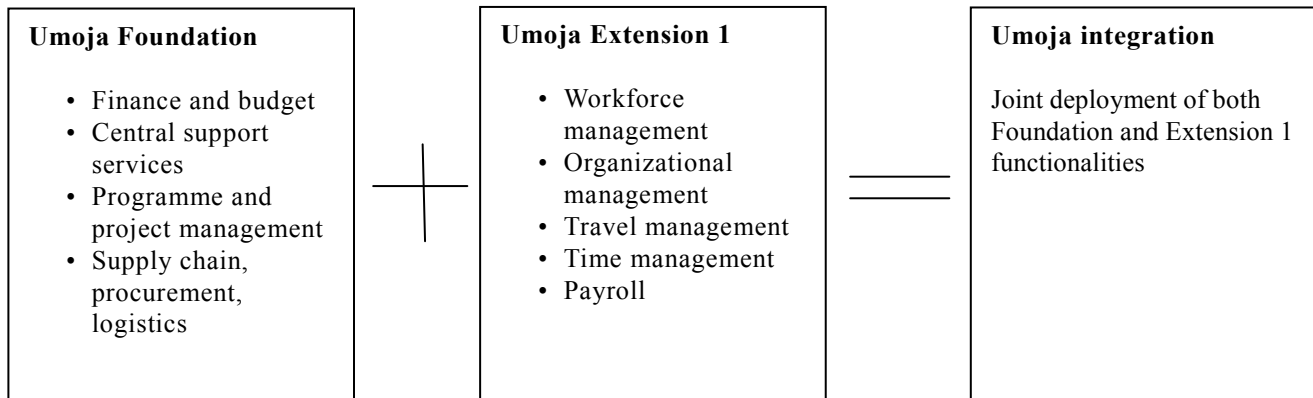 Umoja Foundation
• Finance and budget
• Central support
services
• Programme and
project management
• Supply chain,
procurement,
logistics
Umoja Extension 1
• Workforce
management
• Organizational
management
• Travel management
• Time management
• Payroll
Umoja integration
Joint deployment of both
Foundation and Extension 1
functionalities